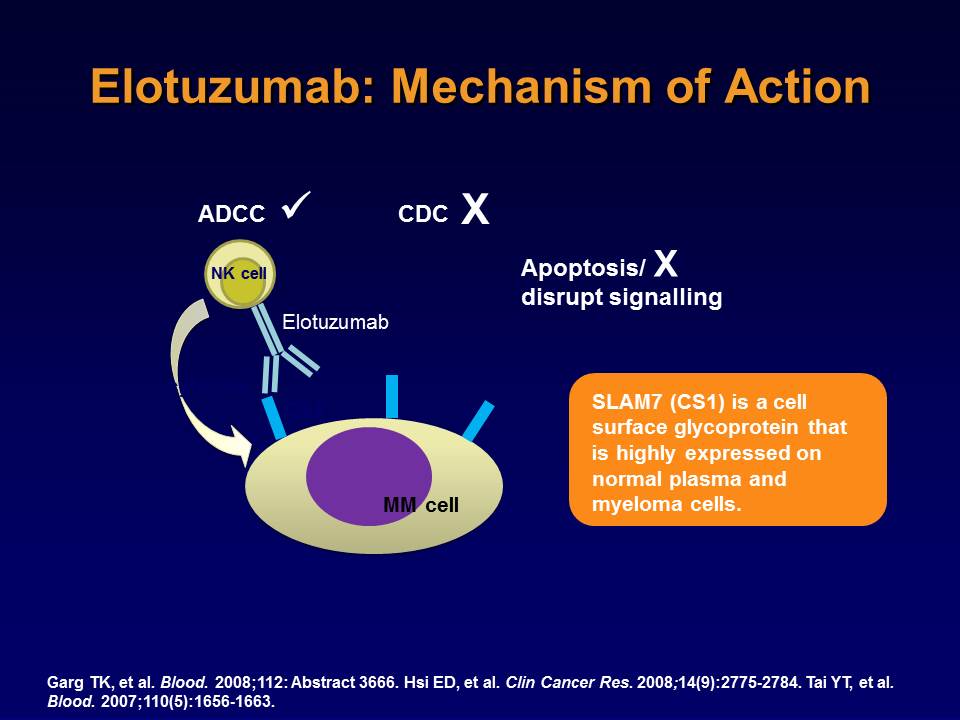 Elotuzumab: Mechanism of Action
ADCC ✓
CDC X
Apoptosis/ X
disrupt signalling
NK cell
Elotuzumab
SLAM7 (CS1) is a cell
surface glycoprotein that
is highly expressed on
normal plasma and
myeloma cells.
MM cell
Garg TK, et al. Blood. 2008;112: Abstract 3666. Hsi ED, et al. Clin Cancer Res. 2008;14(9):2775-2784. Tai YT, et al.
Blood. 2007;110(5):1656-1663.